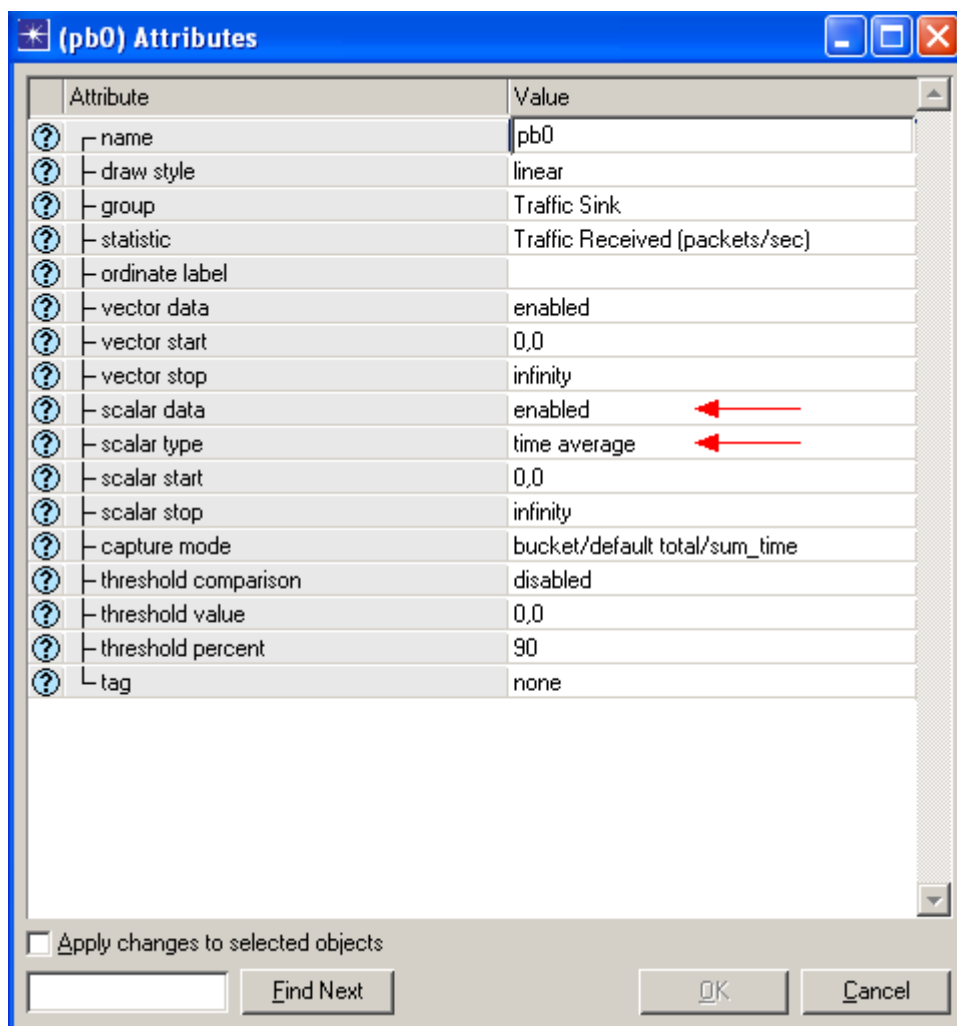 (pb0) Attributes
Attribute Value
name pb0
draw style linear
group Traffic Sink
statistic Traffic Received (packets/sec)
ordinate label
vector data enabled
vector start 0,0
vector stop infinity
scalar data enabled
scalar type time average
scalar start 0,0
scalar stop infinity
capture mode bucket/default total/sum_time
threshold comparison disabled
threshold value 0,0
threshold percent 90
tag none
Apply changes to selected objects
Find Next OK Cancel